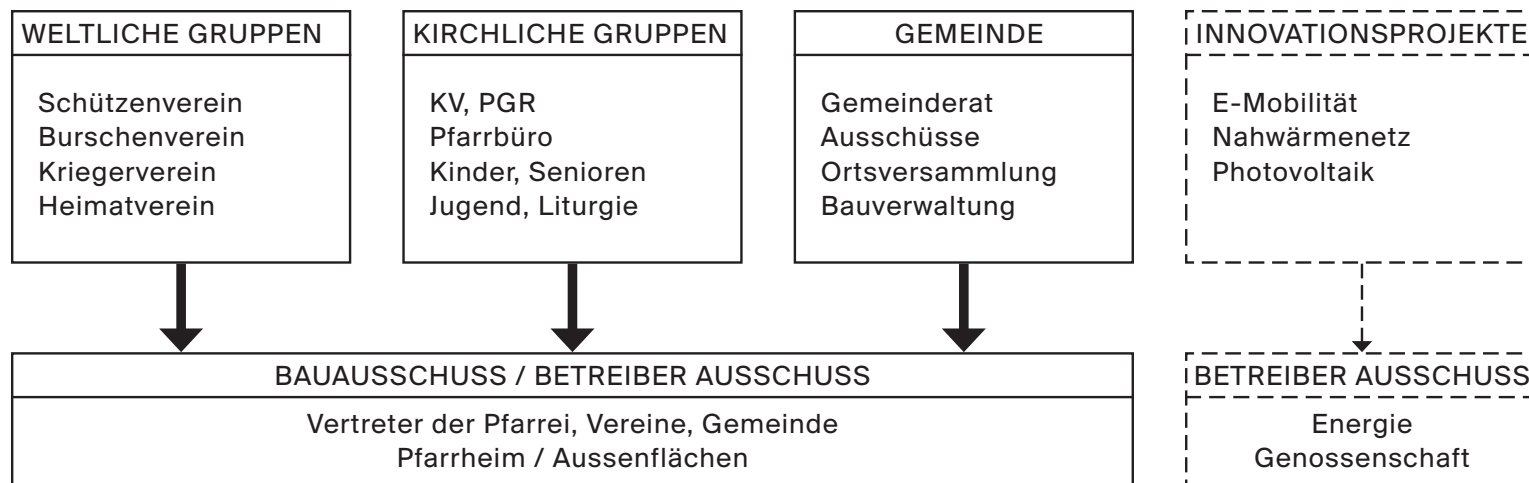 WELTLICHE GRUPPEN
Schützenverein
Burschenverein
Kriegerverein
Heimatverein
KIRCHLICHE GRUPPEN
KV, PGR
Pfarrbüro
Kinder, Senioren
Jugend, Liturgie
GEMEINDE
Gemeinderat
Ausschüsse
Ortsversammlung
Bauverwaltung
INNOVATIONSPROJEKTE
E-Mobilität
Nahwärmenetz
Photovoltaik
BAUAUSSCHUSS / BETREIBER AUSSCHUSS
Vertreter der Pfarrei, Vereine, Gemeinde
Pfarrheim / Aussenflächen
BETREIBER AUSSCHUSS
Energie
Genossenschaft